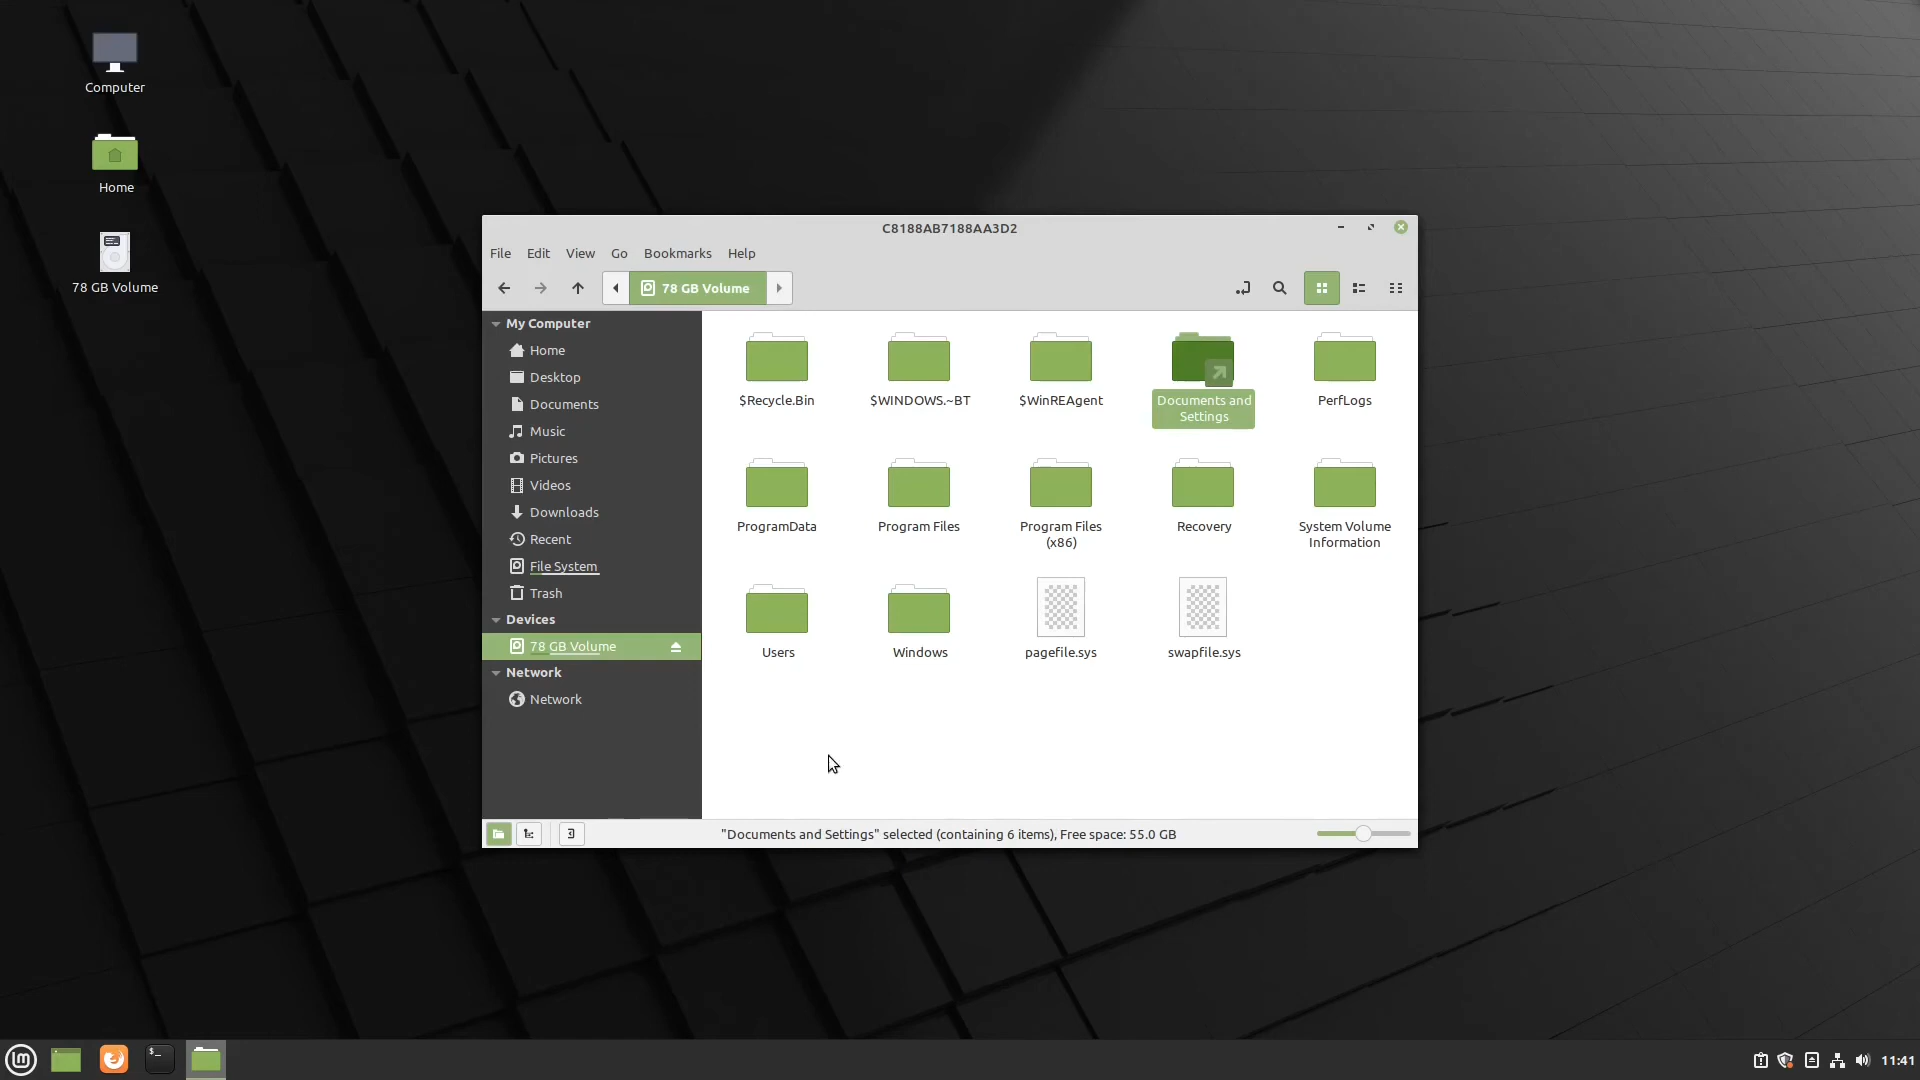 Computer
Home
78 GB Volume
C8188AB7188AA3D2
File Edit View Go Bookmarks Help
78 GB Volume
My Computer
Home
Desktop
Documents
Music
Pictures
Videos
Downloads
Recent
File System
Trash
Devices
78 GB Volume
Network
Network
$Recycle.Bin $WINDOWS.~BT $WinREAgent Documents and PerfLogs
Settings
ProgramData Program Files Program Files Recovery System Volume
(x86) Information
Users Windows pagefile.sys swapfile.sys
"Documents and Settings" selected (containing 6 items), Free space: 55.0 GB
$_
11:41